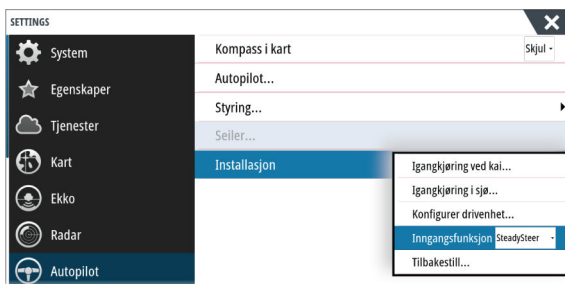 SETTINGS
System
Egenskaper
Tjenester
Kart
Ekko
Radar
Autopilot
Kompass i kart
Skjul
Autopilot...
Styring...
Seiler...
Installasjon
Igangkjøring ved kai...
Igangkjøring i sjø...
Konfigurer drivenhet...
Inngangsfunksjon SteadySteer
Tilbakestill...